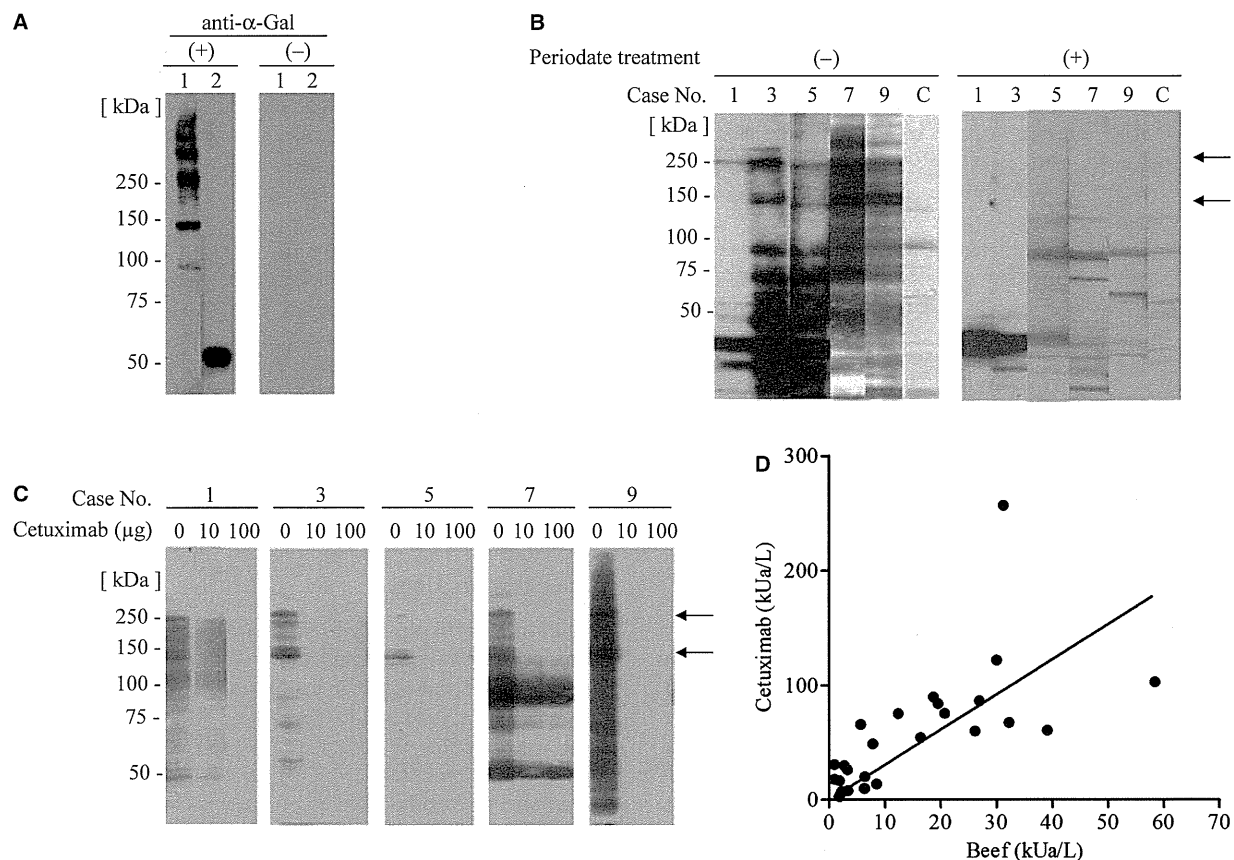 A
anti-α-Gal
(+) (−)
1 2 1 2
[ kDa ]
250 -
150 -
100 -
75 -
50 -
B
Periodate treatment (−) (+)
Case No. 1 3 5 7 9 C 1 3 5 7 9 C
[ kDa ]
250 -
150 -
100 -
75 -
50 -
C
Case No. 1 3 5 7 9
Cetuximab (µg) 0 10 100 0 10 100 0 10 100 0 10 100 0 10 100
[ kDa ]
250 -
150 -
100 -
75 -
50 -
D
Cetuximab (kUa/L)
300
200
100
0
0 10 20 30 40 50 60 70
Beef (kUa/L)